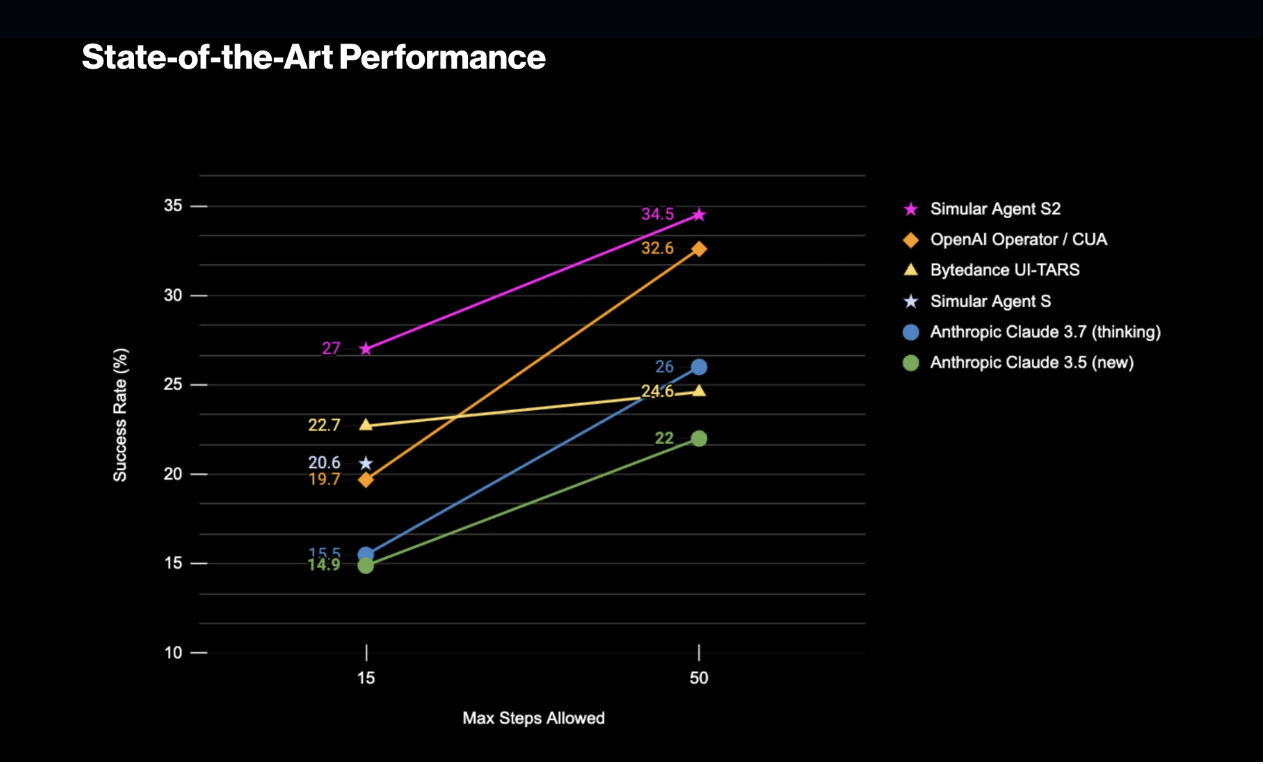 State-of-the-Art Performance
35
30
25
20
15
10
Success Rate (%)
34.5
32.6
27
26
24.6
22.7
22
20.6
19.7
15.5
14.9
15
50
Max Steps Allowed
Simular Agent S2
OpenAI Operator / CUA
Bytedance UI-TARS
Simular Agent S
Anthropic Claude 3.7 (thinking)
Anthropic Claude 3.5 (new)